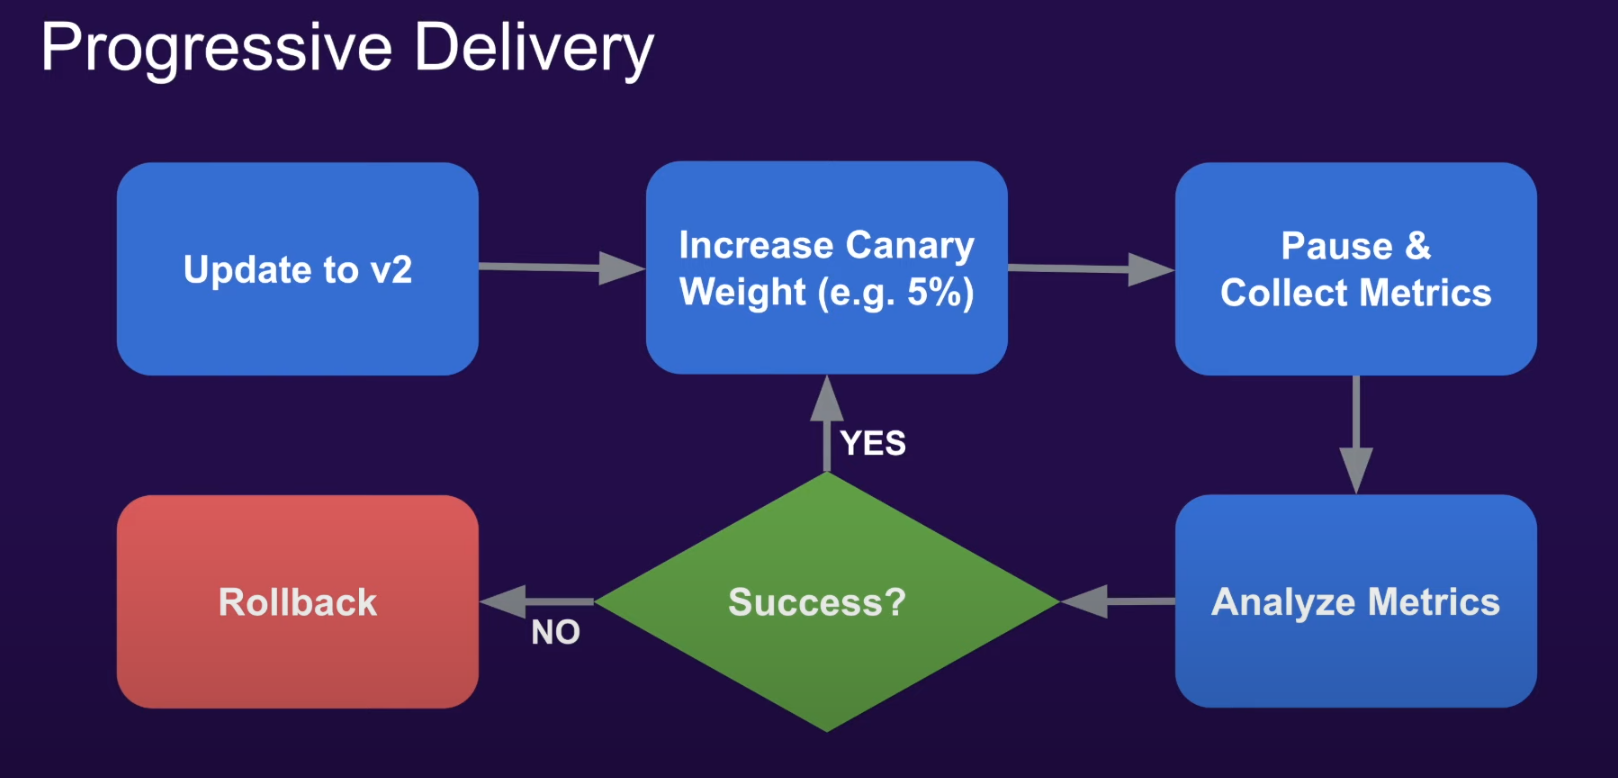 Progressive Delivery
Update to v2
Increase Canary
Weight (e.g. 5%)
Pause &
Collect Metrics
YES
Rollback
NO
Success?
Analyze Metrics